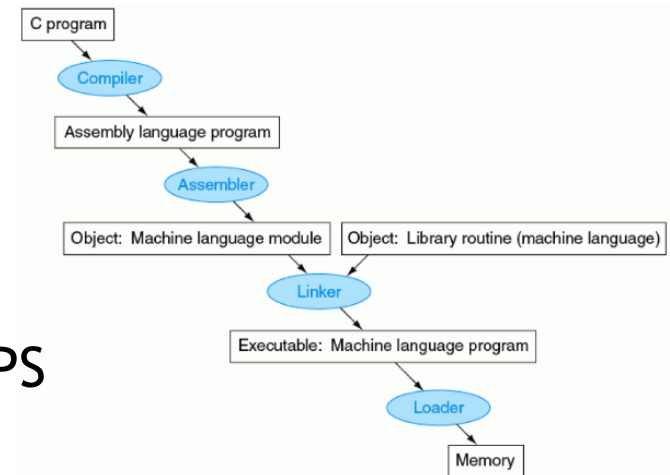 C program
Compiler
Assembly language program
Assembler
Object: Machine language module
Object: Library routine (machine language)
Linker
Executable: Machine language program
PS
Loader
Memory